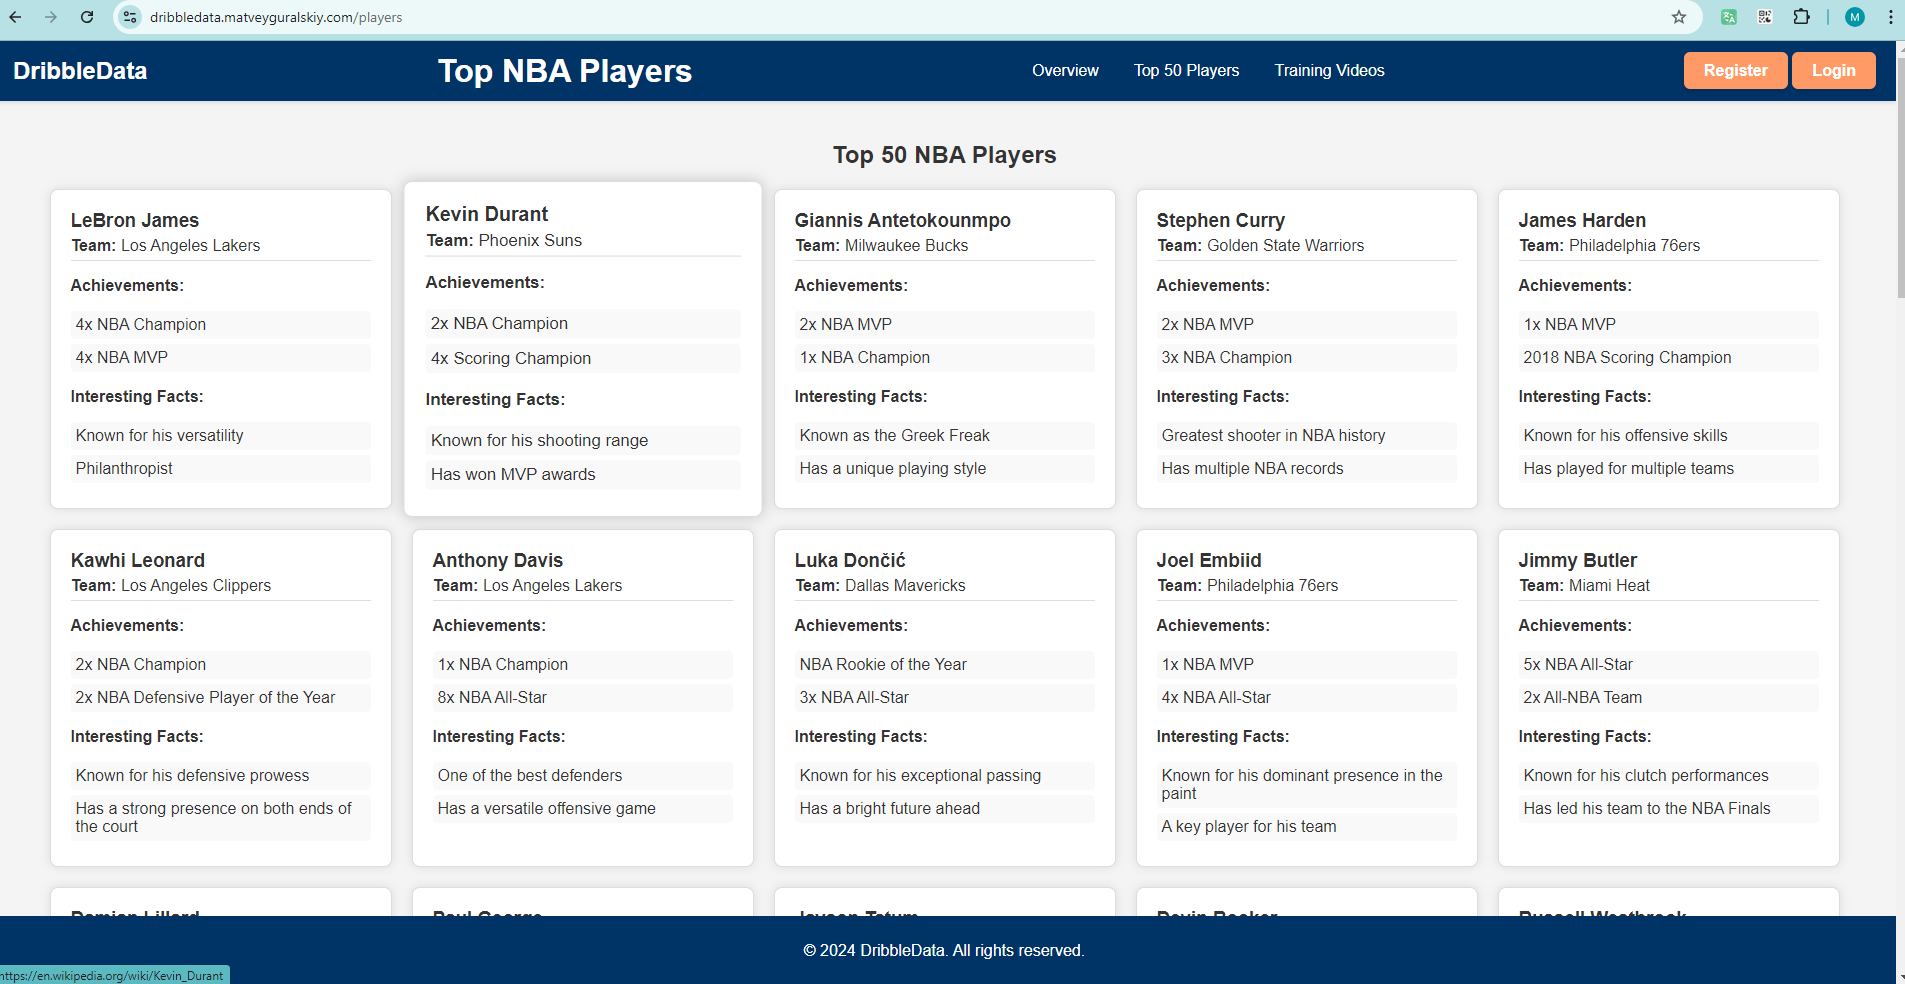 dribbledata.matveyguralskiy.com/players
M
DribbleData
Top NBA Players
Overview
Top 50 Players
Training Videos
Register
Login
Top 50 NBA Players
LeBron James
Team: Los Angeles Lakers
Achievements:
4x NBA Champion
4x NBA MVP
Interesting Facts:
Known for his versatility
Philanthropist
Kevin Durant
Team: Phoenix Suns
Achievements:
2x NBA Champion
4x Scoring Champion
Interesting Facts:
Known for his shooting range
Has won MVP awards
Giannis Antetokounmpo
Team: Milwaukee Bucks
Achievements:
2x NBA MVP
1x NBA Champion
Interesting Facts:
Known as the Greek Freak
Has a unique playing style
Stephen Curry
Team: Golden State Warriors
Achievements:
2x NBA MVP
3x NBA Champion
Interesting Facts:
Greatest shooter in NBA history
Has multiple NBA records
James Harden
Team: Philadelphia 76ers
Achievements:
1x NBA MVP
2018 NBA Scoring Champion
Interesting Facts:
Known for his offensive skills
Has played for multiple teams
Kawhi Leonard
Team: Los Angeles Clippers
Achievements:
2x NBA Champion
2x NBA Defensive Player of the Year
Interesting Facts:
Known for his defensive prowess
Has a strong presence on both ends of
the court
Anthony Davis
Team: Los Angeles Lakers
Achievements:
1x NBA Champion
8x NBA All-Star
Interesting Facts:
One of the best defenders
Has a versatile offensive game
Luka Dončić
Team: Dallas Mavericks
Achievements:
NBA Rookie of the Year
3x NBA All-Star
Interesting Facts:
Known for his exceptional passing
Has a bright future ahead
Joel Embiid
Team: Philadelphia 76ers
Achievements:
1x NBA MVP
4x NBA All-Star
Interesting Facts:
Known for his dominant presence in the
paint
A key player for his team
Jimmy Butler
Team: Miami Heat
Achievements:
5x NBA All-Star
2x All-NBA Team
Interesting Facts:
Known for his clutch performances
Has led his team to the NBA Finals
Damian Lillard
Paul George
Jayson Tatum
Devin Booker
Russell Westbrook
© 2024 DribbleData. All rights reserved.
https://en.wikipedia.org/wiki/Kevin_Durant